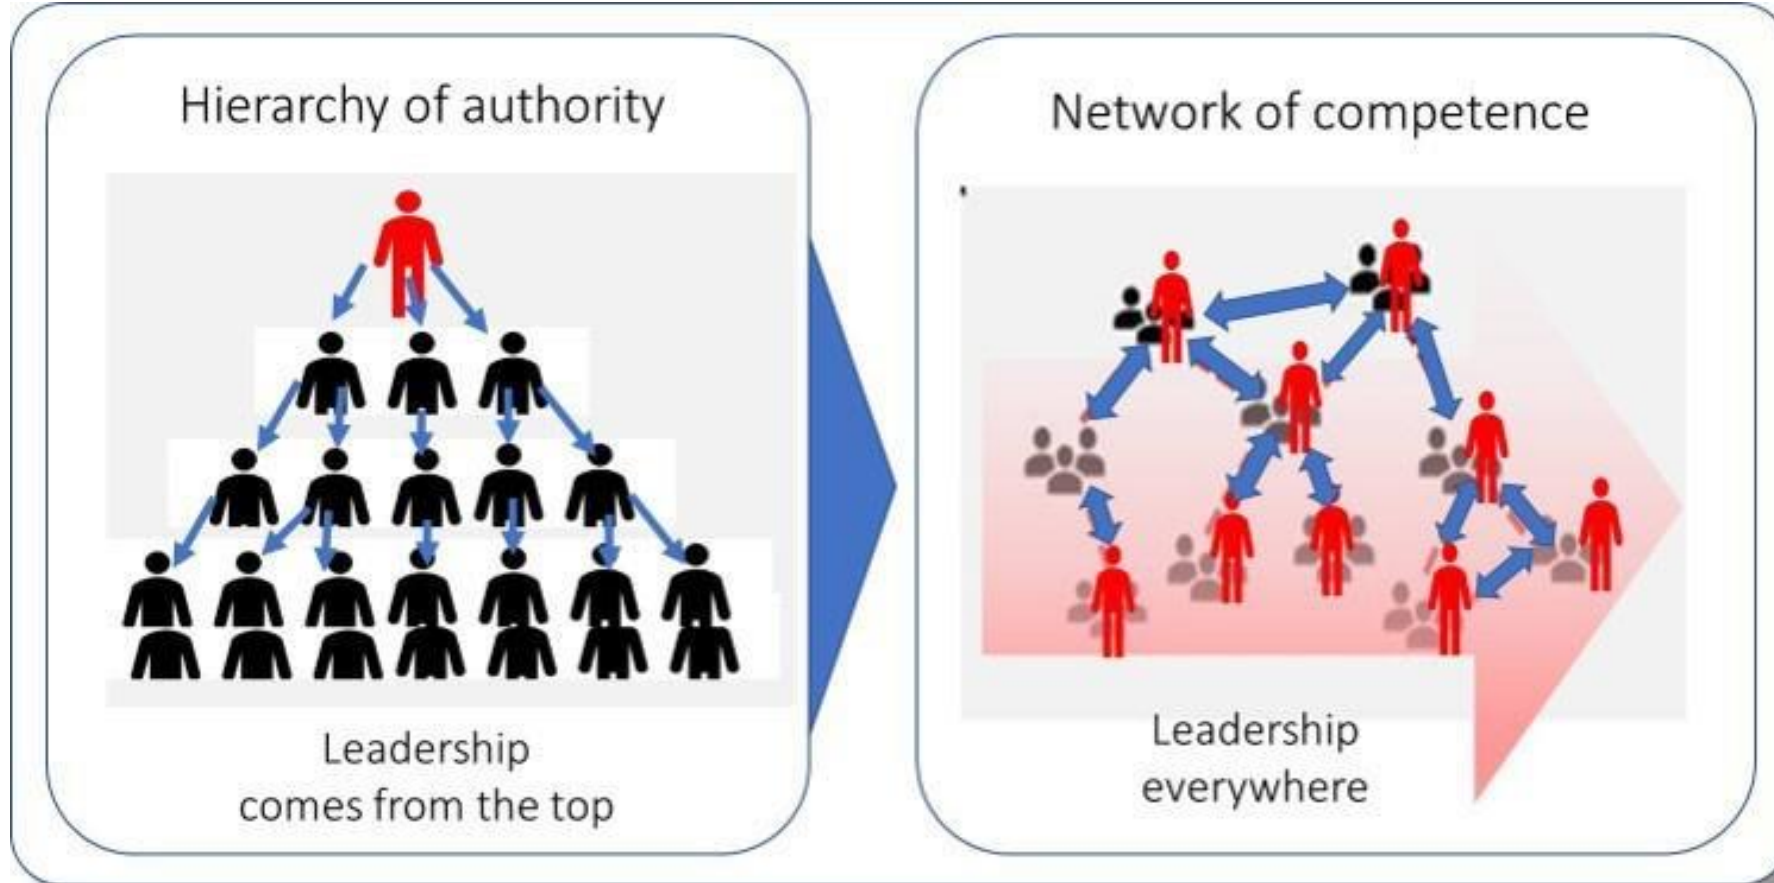 Hierarchy of authority
Leadership
comes from the top
Network of competence
Leadership
everywhere